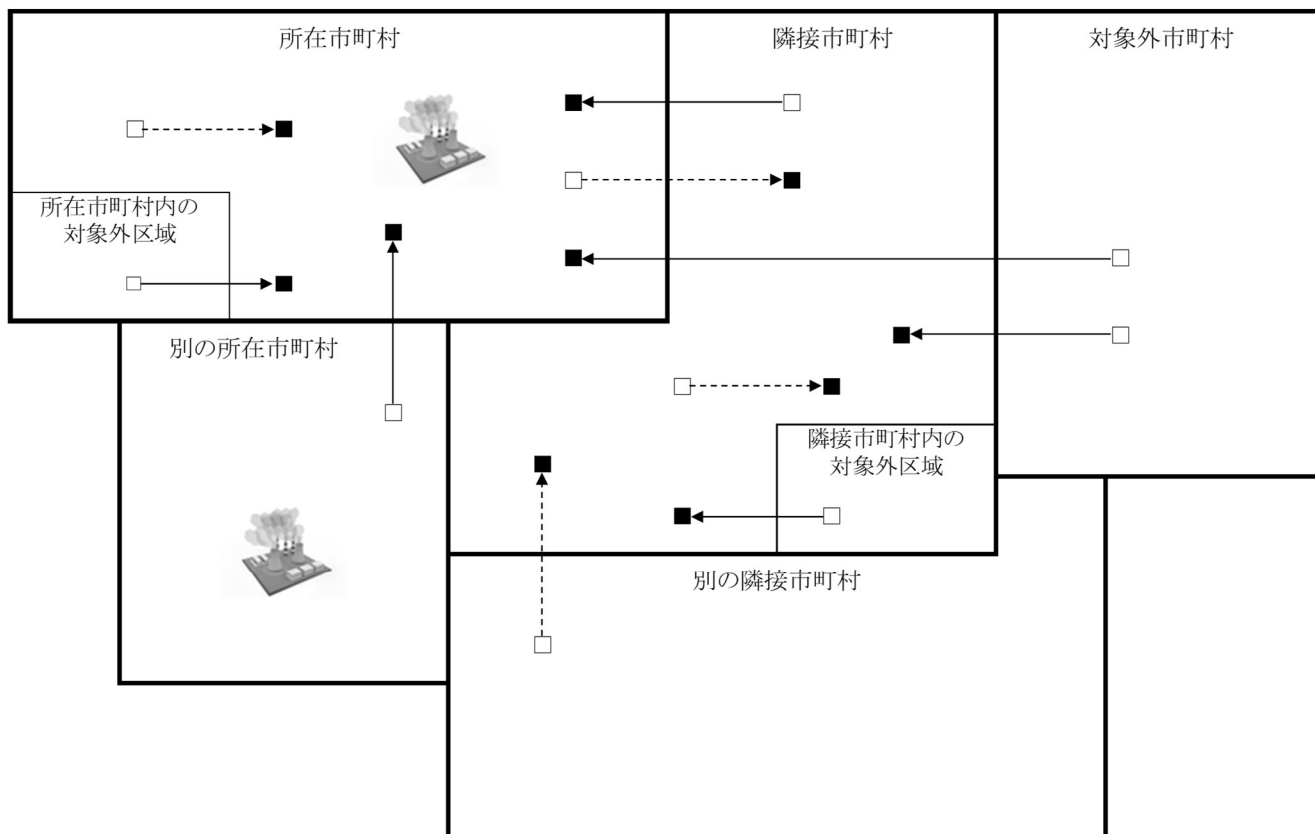 所在市町村
隣接市町村
対象外市町村
所在市町村内の
対象外区域
別の所在市町村
隣接市町村内の
対象外区域
別の隣接市町村